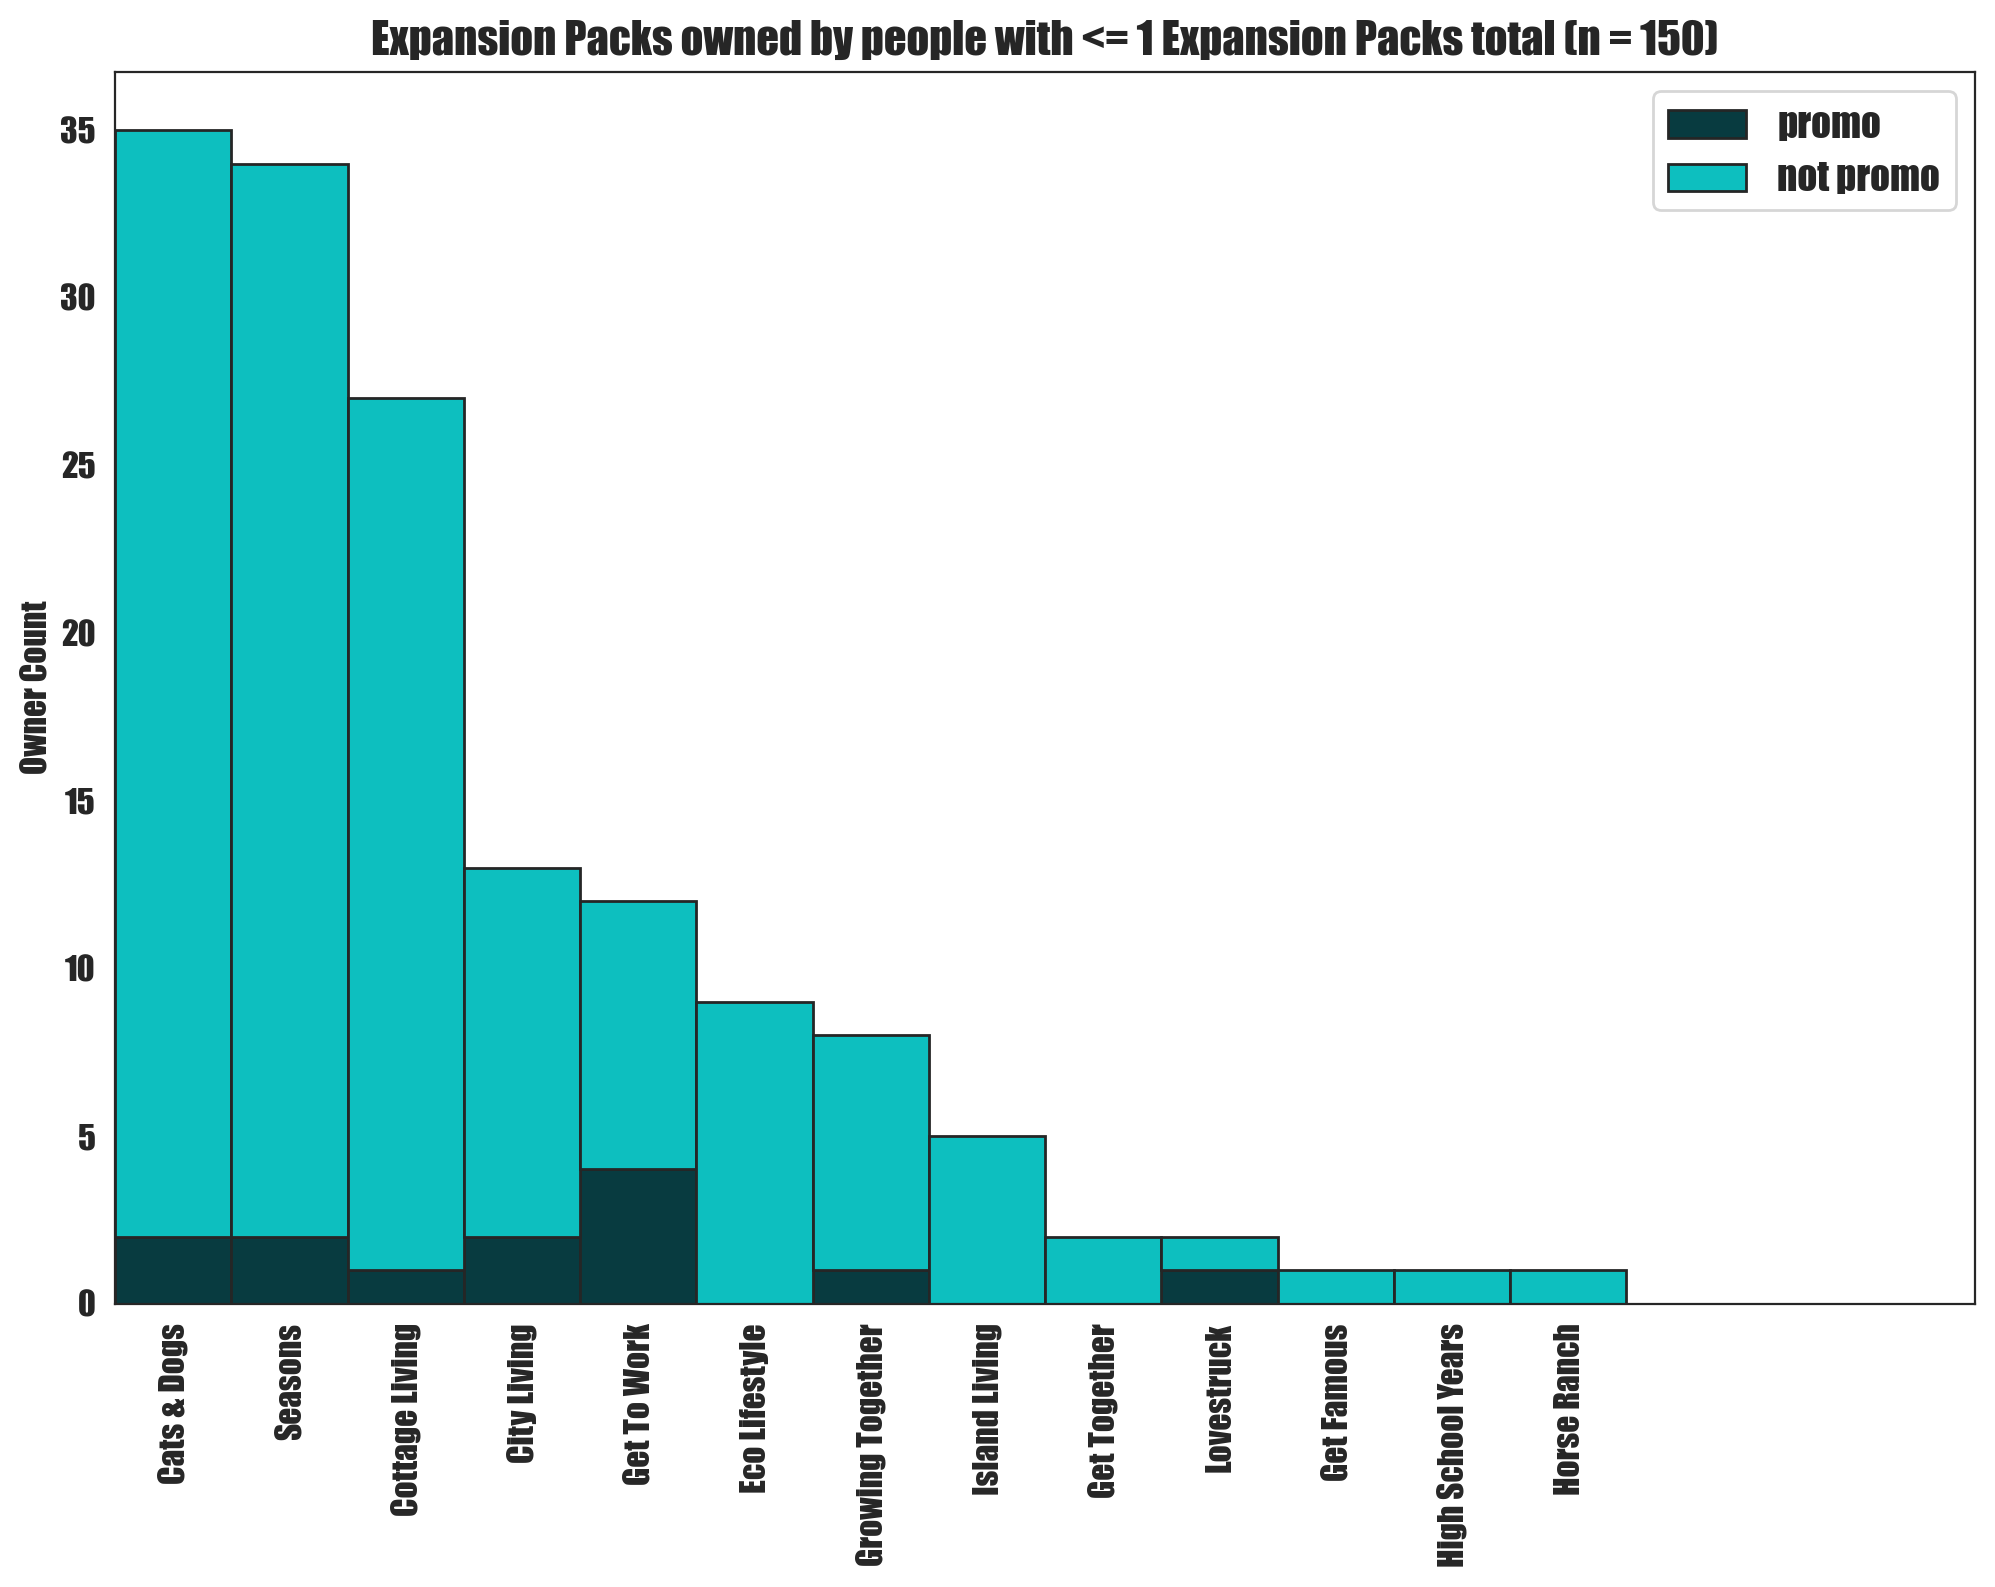 Expansion Packs owned by people with <= 1 Expansion Packs total (n = 150)
promo
not promo
Owner Count
35
30
25
20
15
10
5
0
Cats & Dogs
Seasons
Cottage Living
City Living
Get To Work
Eco Lifestyle
Growing Together
Island Living
Get Together
Lovestruck
Get Famous
High School Years
Horse Ranch